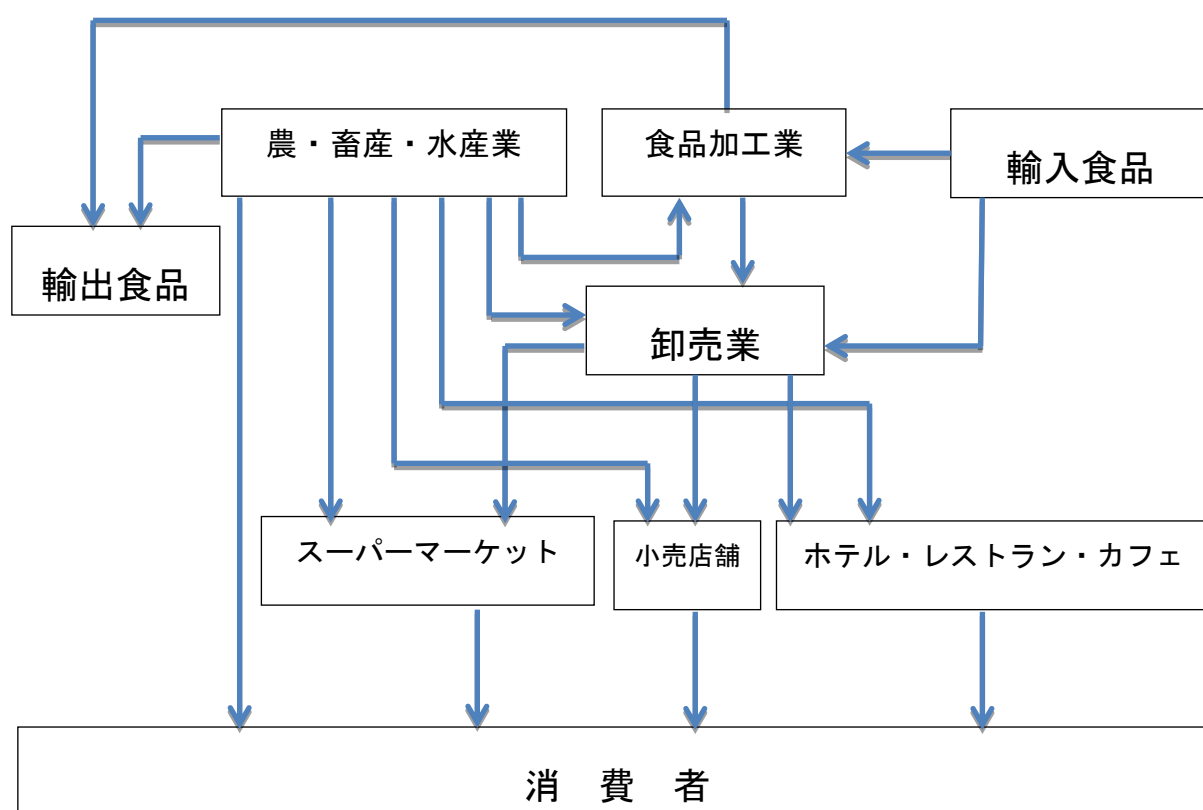 農・畜産・水産業
食品加工業
輸入食品
輸出食品
卸売業
スーパーマーケット
小売店舗
ホテル・レストラン・カフェ
消 費 者